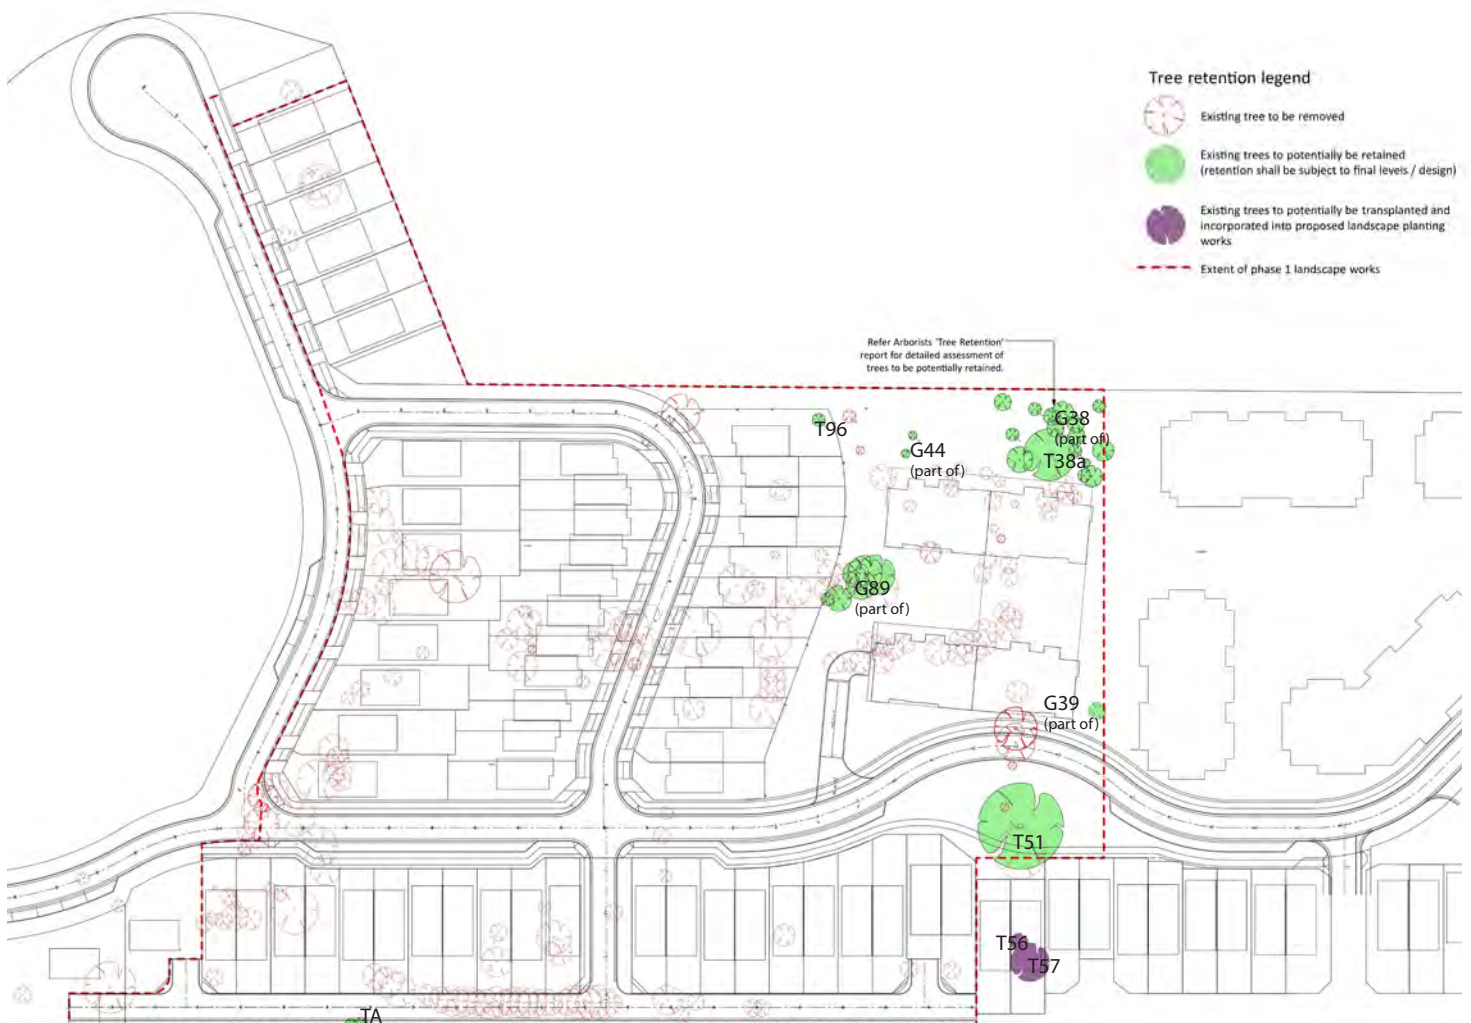 Tree retention legend
Existing tree to be removed
Existing trees to potentially be retained
(retention shall be subject to final levels / design)
Existing trees to potentially be transplanted and
incorporated into proposed landscape planting
works
Extent of phase 1 landscape works
Refer Arborists 'Tree Retention'
report for detailed assessment of
trees to be potentially retained.
G38
(part of)
T96
G44
(part of)
T38a
G89
(part of)
G39
(part of)
T51
T56
T57
TA